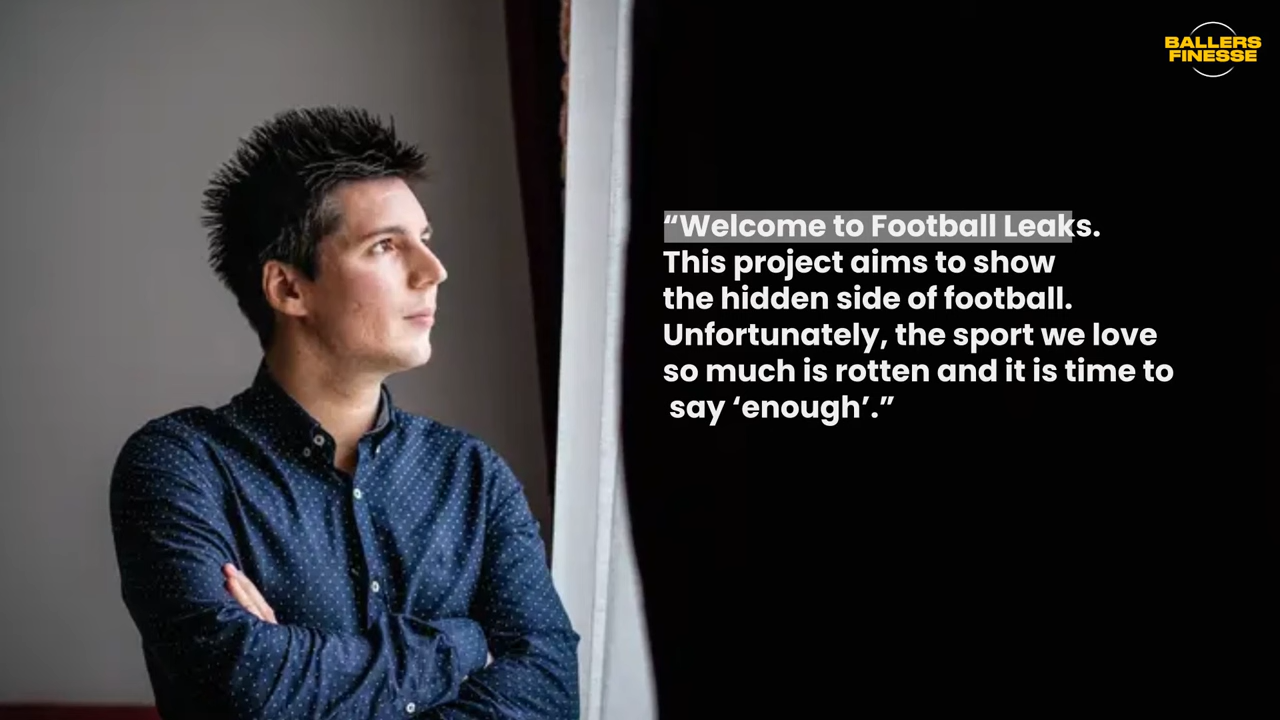 BALLERS
FINESSE
“Welcome to Football Leaks.
This project aims to show
the hidden side of football.
Unfortunately, the sport we love
so much is rotten and it is time to
say ‘enough’.”